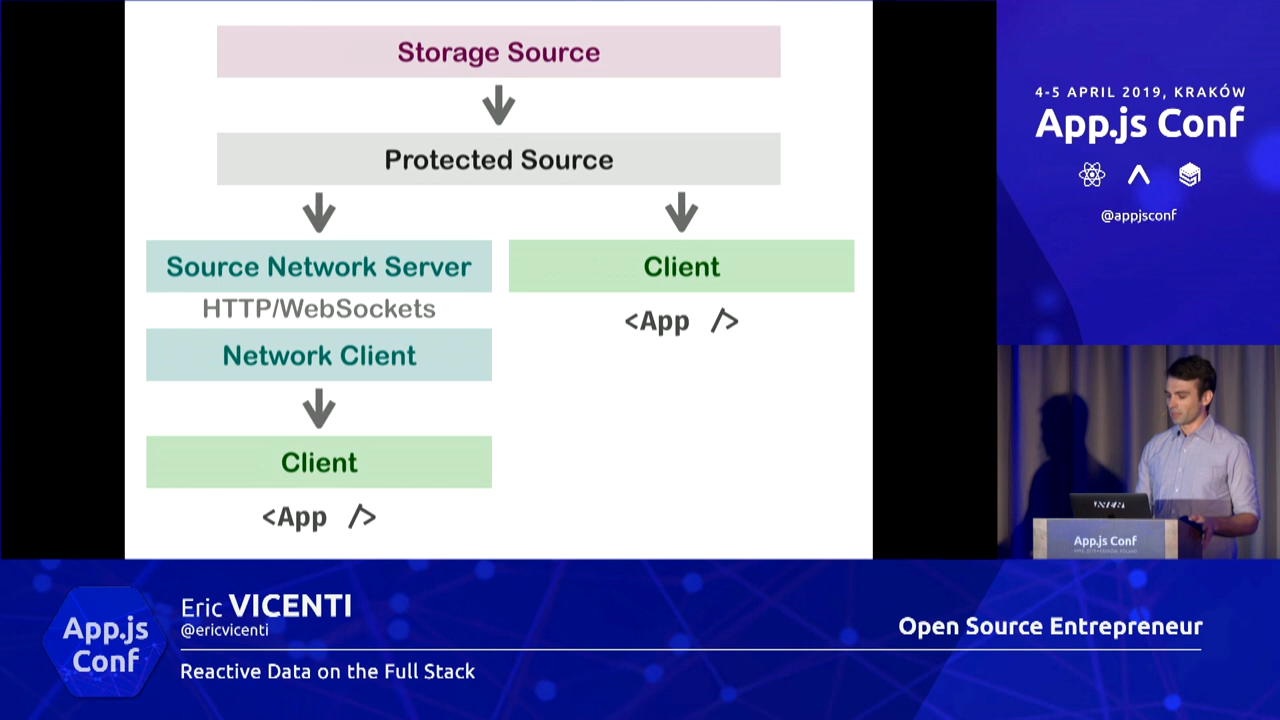 Storage Source
Protected Source
Source Network Server
Client
HTTP/WebSockets
<App />
Network Client
Client
<App />
4-5 APRIL 2019, KRAKÓW
App.js Conf
@appjsconf
App.js Conf
App.js
Conf
Eric VICENTI
@ericvicenti
Open Source Entrepreneur
Reactive Data on the Full Stack